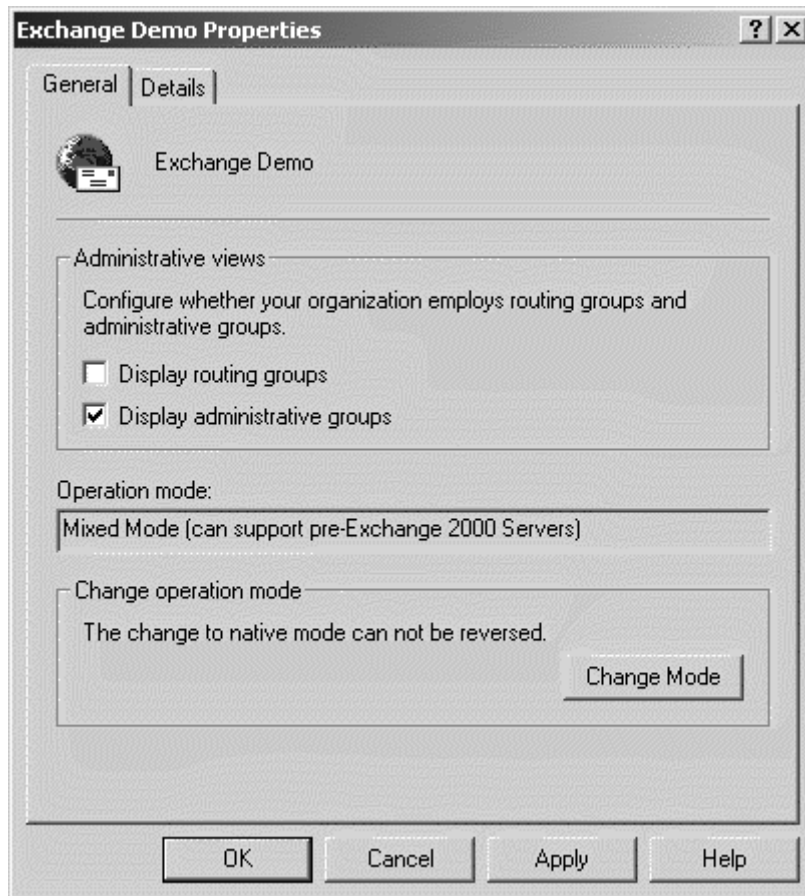 Exchange Demo Properties
General
Details
Exchange Demo
Administrative views
Configure whether your organization employs routing groups and
administrative groups.
Display routing groups
Display administrative groups
Operation mode:
Mixed Mode (can support pre-Exchange 2000 Servers)
Change operation mode
The change to native mode can not be reversed.
Change Mode
OK
Cancel
Apply
Help